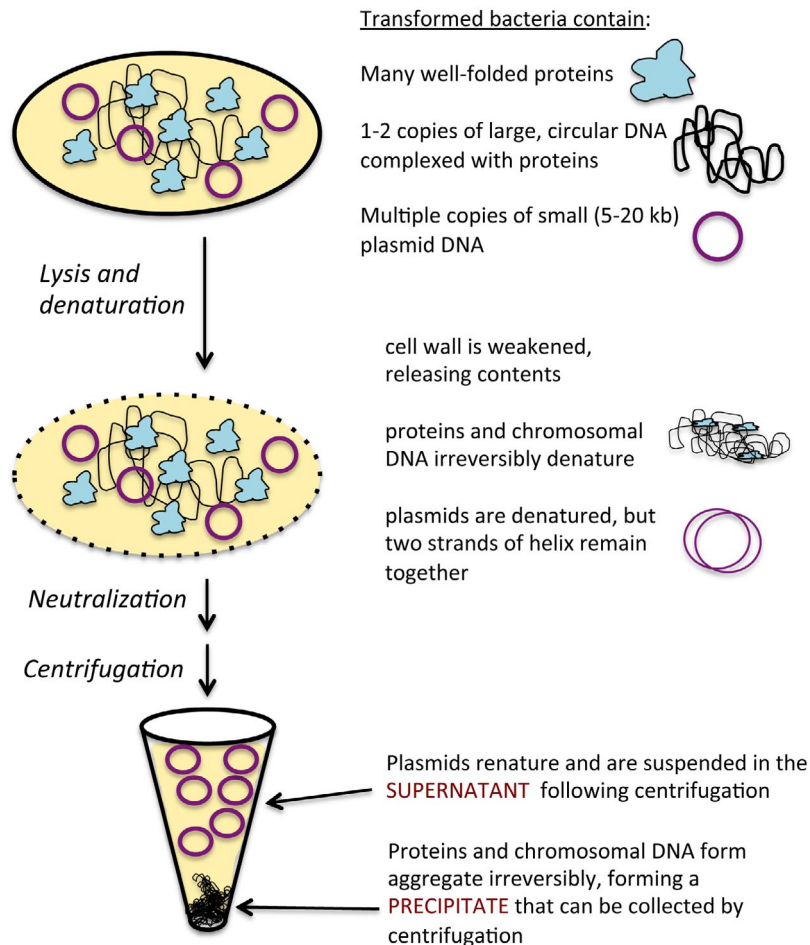 Transformed bacteria contain:
Many well-folded proteins
1-2 copies of large, circular DNA
complexed with proteins
Multiple copies of small (5-20 kb)
plasmid DNA
Lysis and
denaturation
cell wall is weakened,
releasing contents
proteins and chromosomal
DNA irreversibly denature
plasmids are denatured, but
two strands of helix remain
together
Neutralization
Centrifugation
Plasmids renature and are suspended in the
SUPERNATANT following centrifugation
Proteins and chromosomal DNA form
aggregate irreversibly, forming a
PRECIPITATE that can be collected by
centrifugation